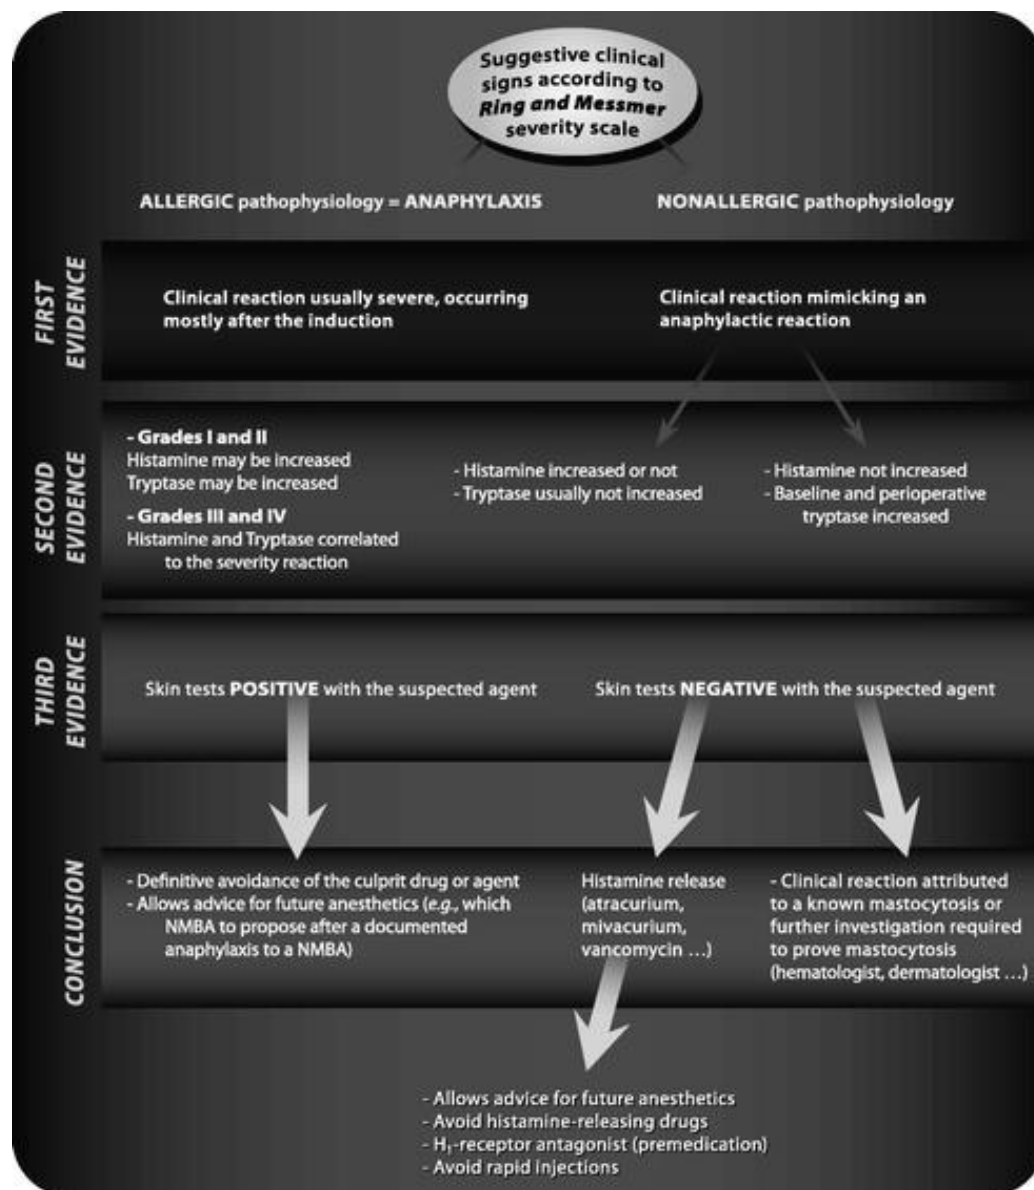 Suggestive clinical
signs according to
Ring and Messmer
severity scale
ALLERGIC pathophysiology = ANAPHYLAXIS
NONALLERGIC pathophysiology
FIRST
EVIDENCE
Clinical reaction usually severe, occurring
mostly after the induction
Clinical reaction mimicking an
anaphylactic reaction
SECOND
EVIDENCE
- Grades I and II
Histamine may be increased
Tryptase may be increased
- Grades III and IV
Histamine and Tryptase correlated
to the severity reaction
- Histamine increased or not
- Tryptase usually not increased
- Histamine not increased
- Baseline and perioperative
tryptase increased
THIRD
EVIDENCE
Skin tests POSITIVE with the suspected agent
Skin tests NEGATIVE with the suspected agent
CONCLUSION
- Definitive avoidance of the culprit drug or agent
- Allows advice for future anesthetics (e.g., which
NMBA to propose after a documented
anaphylaxis to a NMBA)
Histamine release
(atracurium,
mivacurium,
vancomycin ...)
- Clinical reaction attributed
to a known mastocytosis or
further investigation required
to prove mastocytosis
(hematologist, dermatologist ...)
- Allows advice for future anesthetics
- Avoid histamine-releasing drugs
- H₁-receptor antagonist (premedication)
- Avoid rapid injections